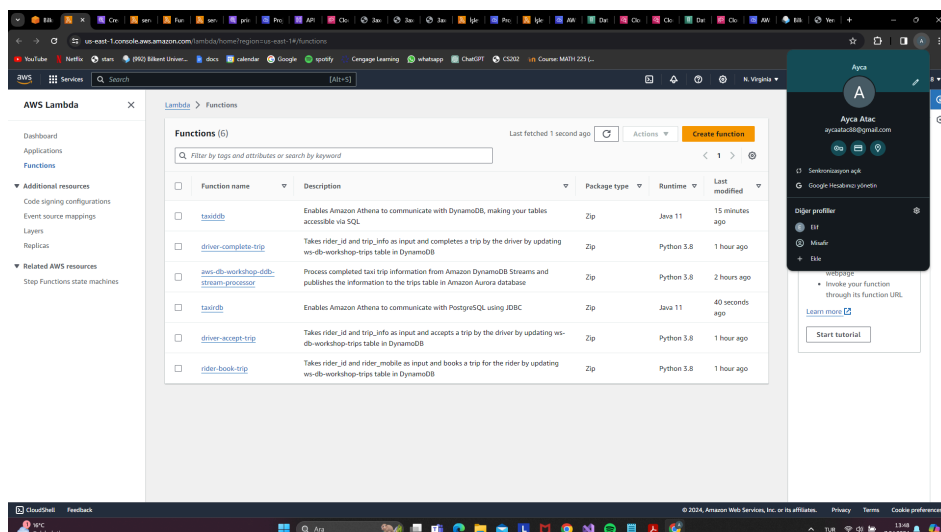 us-east-1.console.aws.amazon.com/lambda/home?region=us-east-1#/functions
YouTube Netflix stars (992) Bilkent Univer... docs calendar Google spotify Cengage Learning whatsapp ChatGPT CS202 Course: MATH 225 (...
aws Services Search [Alt+S] N. Virginia
AWS Lambda
Dashboard
Applications
Functions
Additional resources
Code signing configurations
Event source mappings
Layers
Replicas
Related AWS resources
Step Functions state machines
Lambda > Functions
Functions (6)
Last fetched 1 second ago
Actions
Create function
Filter by tags and attributes or search by keyword
1
Function name Description Package type Runtime Last modified
taxiddb Enables Amazon Athena to communicate with DynamoDB, making your tables accessible via SQL Zip Java 11 15 minutes ago
driver-complete-trip Takes rider_id and trip_info as input and completes a trip by the driver by updating ws-db-workshop-trips table in DynamoDB Zip Python 3.8 1 hour ago
aws-db-workshop-ddb-stream-processor Process completed taxi trip information from Amazon DynamoDB Streams and publishes the information to the trips table in Amazon Aurora database Zip Python 3.8 2 hours ago
taxirdb Enables Amazon Athena to communicate with PostgreSQL using JDBC Zip Java 11 40 seconds ago
driver-accept-trip Takes rider_id and trip_info as input and accepts a trip by the driver by updating ws-db-workshop-trips table in DynamoDB Zip Python 3.8 1 hour ago
rider-book-trip Takes rider_id and rider_mobile as input and books a trip for the rider by updating ws-db-workshop-trips table in DynamoDB Zip Python 3.8 1 hour ago
Ayca
A
Ayca Atac
aycaatac88@gmail.com
Senkronizasyon açık
Google Hesabınızı yönetin
Diğer profiller
Elif
Misafir
Ekle
webpage
Invoke your function
through its function URL
Learn more
Start tutorial
CloudShell Feedback © 2024, Amazon Web Services, Inc. or its affiliates. Privacy Terms Cookie preferences
16°C
Ara
TUR
13:48